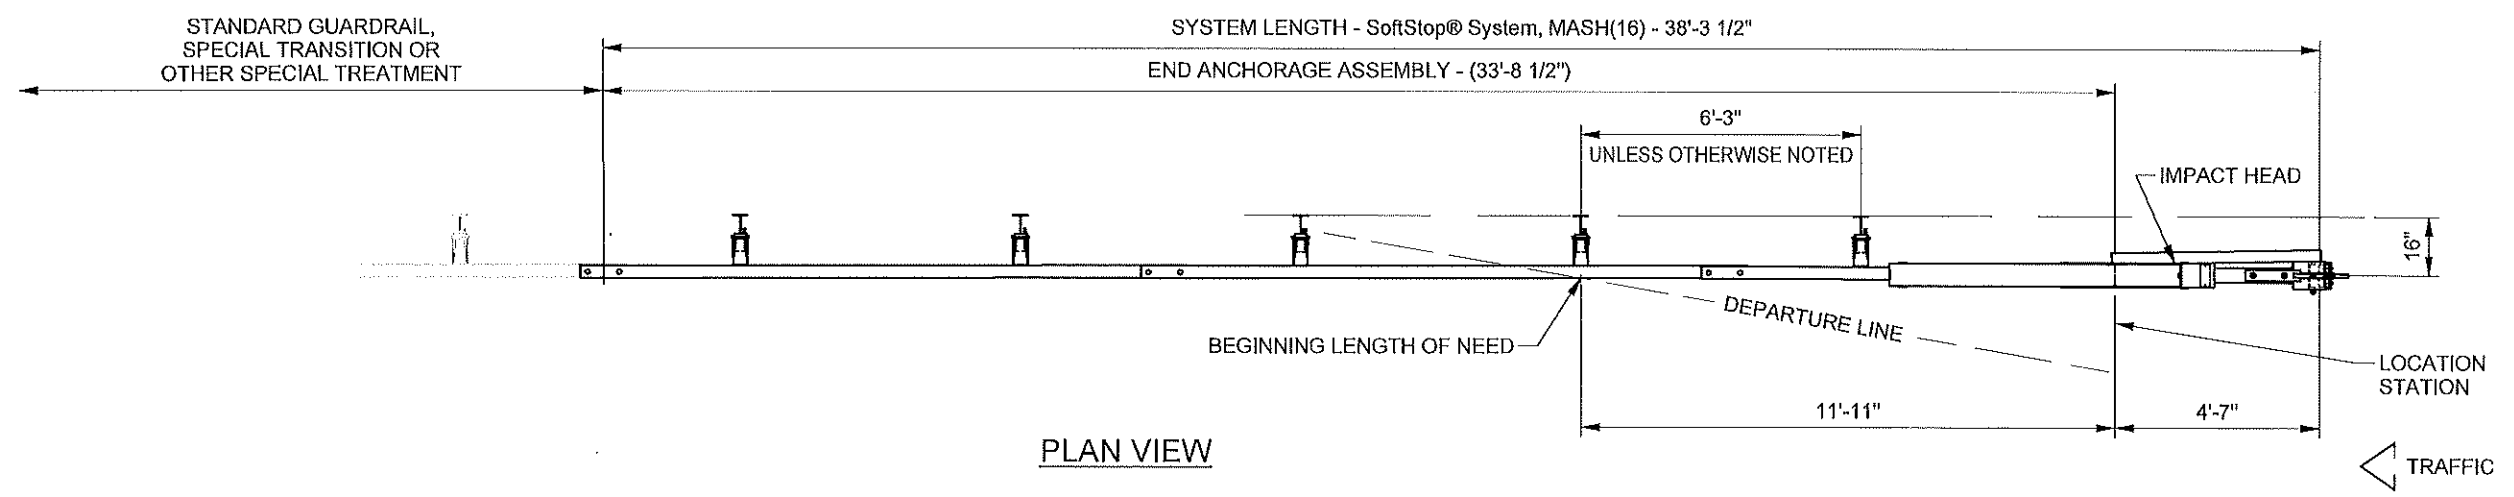 STANDARD GUARDRAIL,
SPECIAL TRANSITION OR
OTHER SPECIAL TREATMENT
SYSTEM LENGTH - SoftStop® System, MASH(16) - 38'-3 1/2"
END ANCHORAGE ASSEMBLY - (33'-8 1/2")
6'-3"
UNLESS OTHERWISE NOTED
IMPACT HEAD
16"
DEPARTURE LINE
BEGINNING LENGTH OF NEED
LOCATION
STATION
11'-11"
4'-7"
PLAN VIEW
TRAFFIC